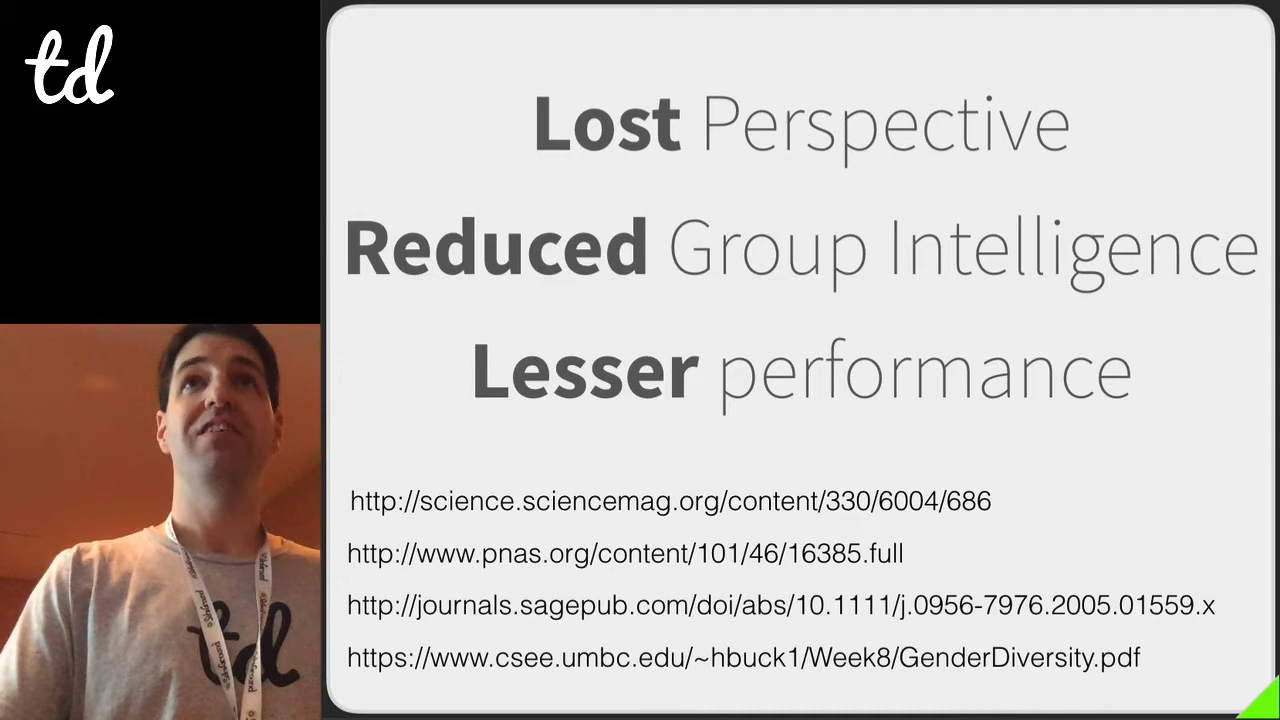 td
Lost Perspective
Reduced Group Intelligence
Lesser performance
http://science.sciencemag.org/content/330/6004/686
http://www.pnas.org/content/101/46/16385.full
http://journals.sagepub.com/doi/abs/10.1111/j.0956-7976.2005.01559.x
https://www.csee.umbc.edu/~hbuck1/Week8/GenderDiversity.pdf
td